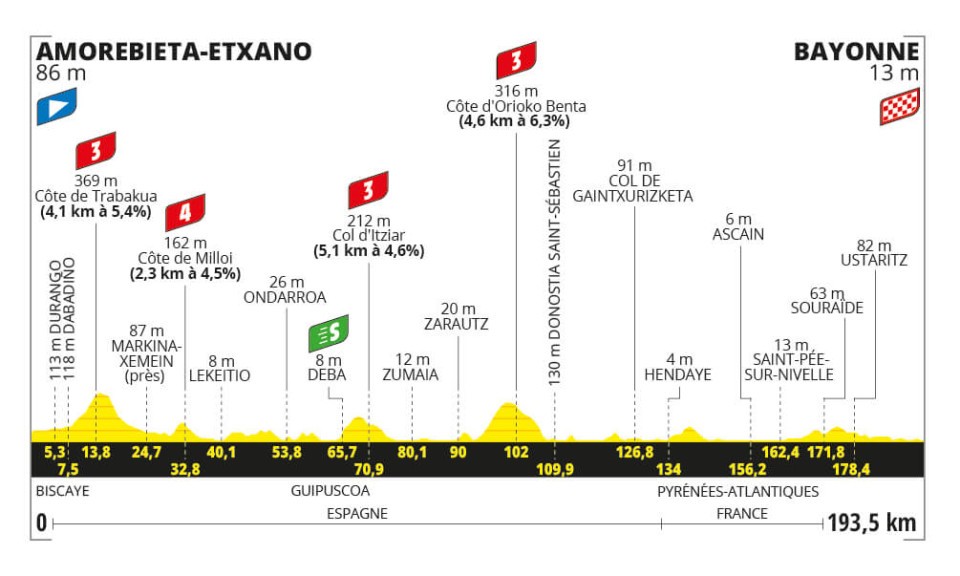 AMOREBIETA-ETXANO
86 m
BAYONNE
13 m
3
369 m
Côte de Trabakua
(4,1 km à 5,4%)
4
162 m
Côte de Milloi
(2,3 km à 4,5%)
3
212 m
Col d'Itziar
(5,1 km à 4,6%)
3
316 m
Côte d'Orioko Benta
(4,6 km à 6,3%)
113 m DURANGO
118 m DABADIÑO
87 m
MARKINA-
XEMEIN
(près)
8 m
LEKEITIO
26 m
ONDARROA
S
8 m
DEBA
12 m
ZUMAIA
20 m
ZARAUTZ
130 m DONOSTIA SAINT-SÉBASTIEN
91 m
COL DE
GAINTXURIZKETA
4 m
HENDAYE
6 m
ASCAIN
13 m
SAINT-PÉE-
SUR-NIVELLE
63 m
SOURAÏDE
82 m
USTARITZ
5,3 13,8 24,7 40,1 53,8 65,7 80,1 90 102 126,8 134 162,4 171,8
7,5 32,8 70,9 109,9 156,2 178,4
BISCAYE GUIPUSCOA PYRÉNÉES-ATLANTIQUES
ESPAGNE FRANCE
0 193,5 km